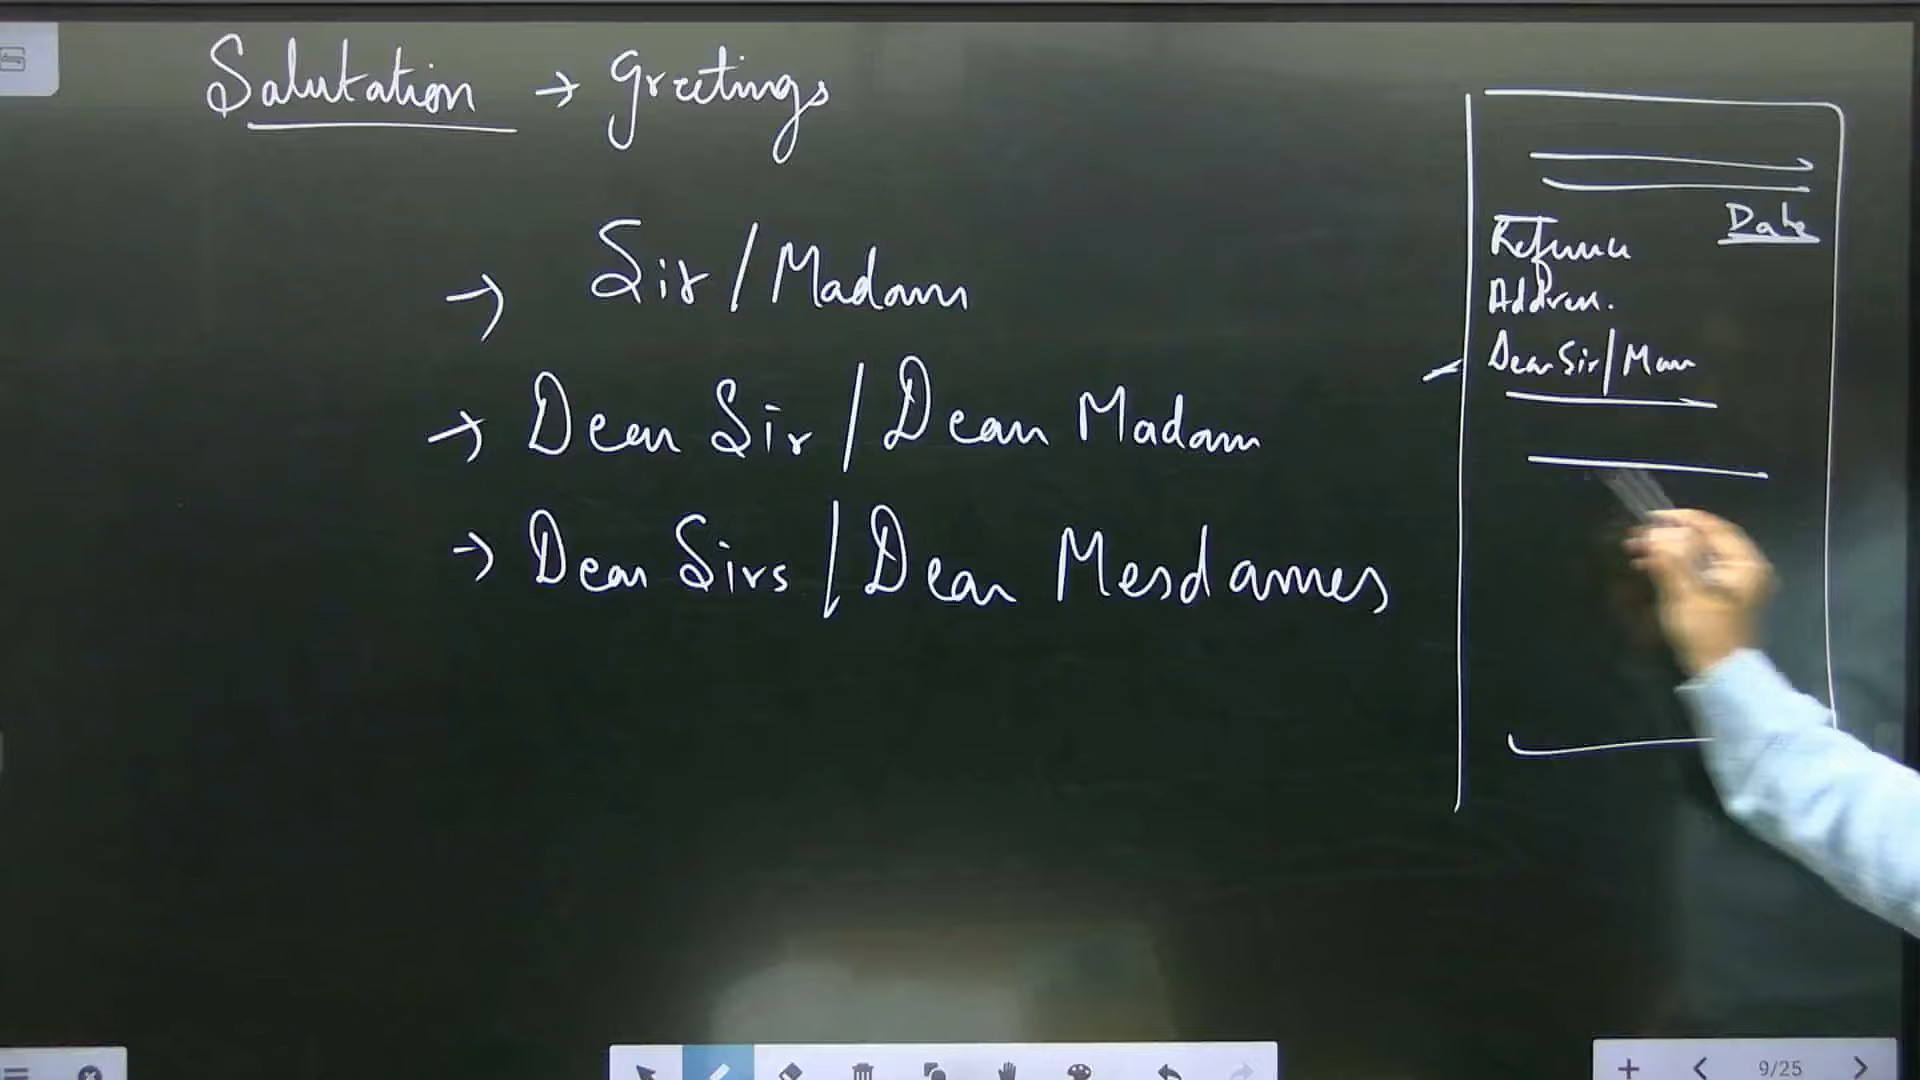 Salutation → Greetings
→ Sir / Madam
→ Dear Sir / Dear Madam
→ Dear Sirs / Dear Mesdames
Date
Reference
Address.
Dear Sir / Mam
9/25